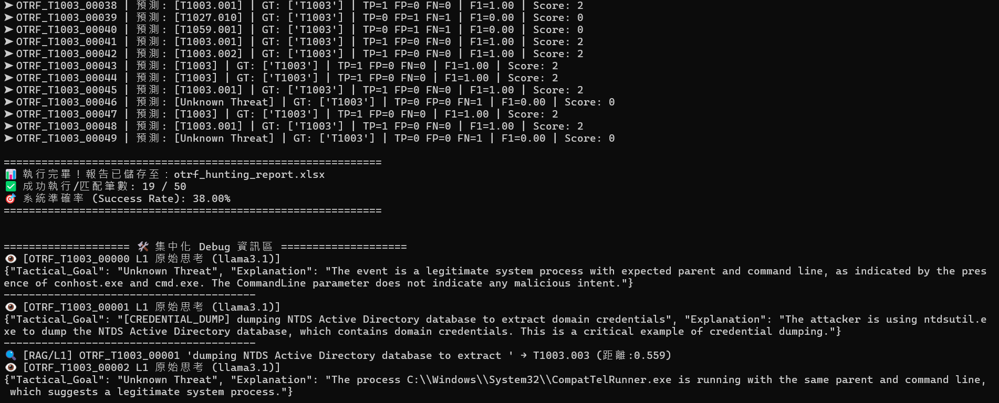 ➤ OTRF_T1003_00038 | 預測: [T1003.001] | GT: ['T1003'] | TP=1 FP=0 FN=0 | F1=1.00 | Score: 2
➤ OTRF_T1003_00039 | 預測: [T1027.010] | GT: ['T1003'] | TP=0 FP=1 FN=1 | F1=0.00 | Score: 0
➤ OTRF_T1003_00040 | 預測: [T1059.001] | GT: ['T1003'] | TP=0 FP=1 FN=1 | F1=0.00 | Score: 0
➤ OTRF_T1003_00041 | 預測: [T1003.001] | GT: ['T1003'] | TP=1 FP=0 FN=0 | F1=1.00 | Score: 2
➤ OTRF_T1003_00042 | 預測: [T1003.002] | GT: ['T1003'] | TP=1 FP=0 FN=0 | F1=1.00 | Score: 2
➤ OTRF_T1003_00043 | 預測: [T1003] | GT: ['T1003'] | TP=1 FP=0 FN=0 | F1=1.00 | Score: 2
➤ OTRF_T1003_00044 | 預測: [T1003] | GT: ['T1003'] | TP=1 FP=0 FN=0 | F1=1.00 | Score: 2
➤ OTRF_T1003_00045 | 預測: [T1003.001] | GT: ['T1003'] | TP=1 FP=0 FN=0 | F1=1.00 | Score: 2
➤ OTRF_T1003_00046 | 預測: [Unknown Threat] | GT: ['T1003'] | TP=0 FP=0 FN=1 | F1=0.00 | Score: 0
➤ OTRF_T1003_00047 | 預測: [T1003] | GT: ['T1003'] | TP=1 FP=0 FN=0 | F1=1.00 | Score: 2
➤ OTRF_T1003_00048 | 預測: [T1003.001] | GT: ['T1003'] | TP=1 FP=0 FN=0 | F1=1.00 | Score: 2
➤ OTRF_T1003_00049 | 預測: [Unknown Threat] | GT: ['T1003'] | TP=0 FP=0 FN=1 | F1=0.00 | Score: 0
============================================================
📊 執行完畢！報告已儲存至：otrf_hunting_report.xlsx
✅ 成功執行/匹配筆數: 19 / 50
🎯 系統準確率 (Success Rate): 38.00%
============================================================
==================== 🛠️ 集中化 Debug 資訊區 ====================
👁️ [OTRF_T1003_00000 L1 原始思考 (llama3.1)]
{"Tactical_Goal": "Unknown Threat", "Explanation": "The event is a legitimate system process with expected parent and command line, as indicated by the pres
ence of conhost.exe and cmd.exe. The CommandLine parameter does not indicate any malicious intent."}
----------------------------------------
👁️ [OTRF_T1003_00001 L1 原始思考 (llama3.1)]
{"Tactical_Goal": "[CREDENTIAL_DUMP] dumping NTDS Active Directory database to extract domain credentials", "Explanation": "The attacker is using ntdsutil.e
xe to dump the NTDS Active Directory database, which contains domain credentials. This is a critical example of credential dumping."}
----------------------------------------
🔍 [RAG/L1] OTRF_T1003_00001 'dumping NTDS Active Directory database to extract ' → T1003.003 (距離:0.559)
👁️ [OTRF_T1003_00002 L1 原始思考 (llama3.1)]
{"Tactical_Goal": "Unknown Threat", "Explanation": "The process C:\\Windows\\System32\\CompatTelRunner.exe is running with the same parent and command line,
 which suggests a legitimate system process."}